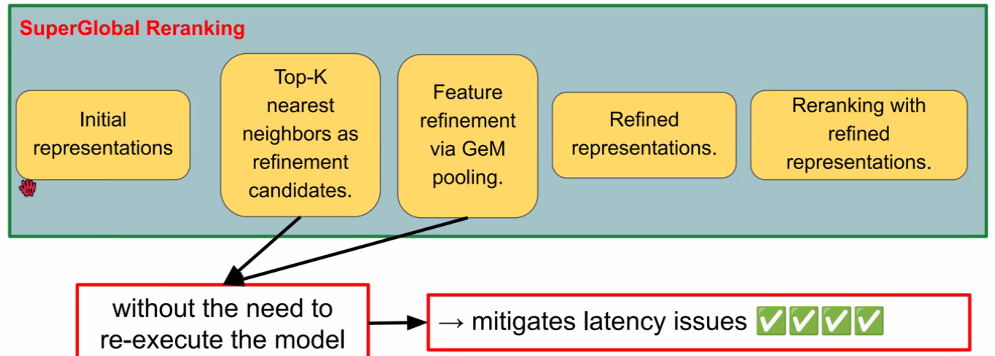 SuperGlobal Reranking
Initial
representations
Top-K
nearest
neighbors as
refinement
candidates.
Feature
refinement
via GeM
pooling.
Refined
representations.
Reranking with
refined
representations.
without the need to
re-execute the model
→ mitigates latency issues ✅✅✅✅